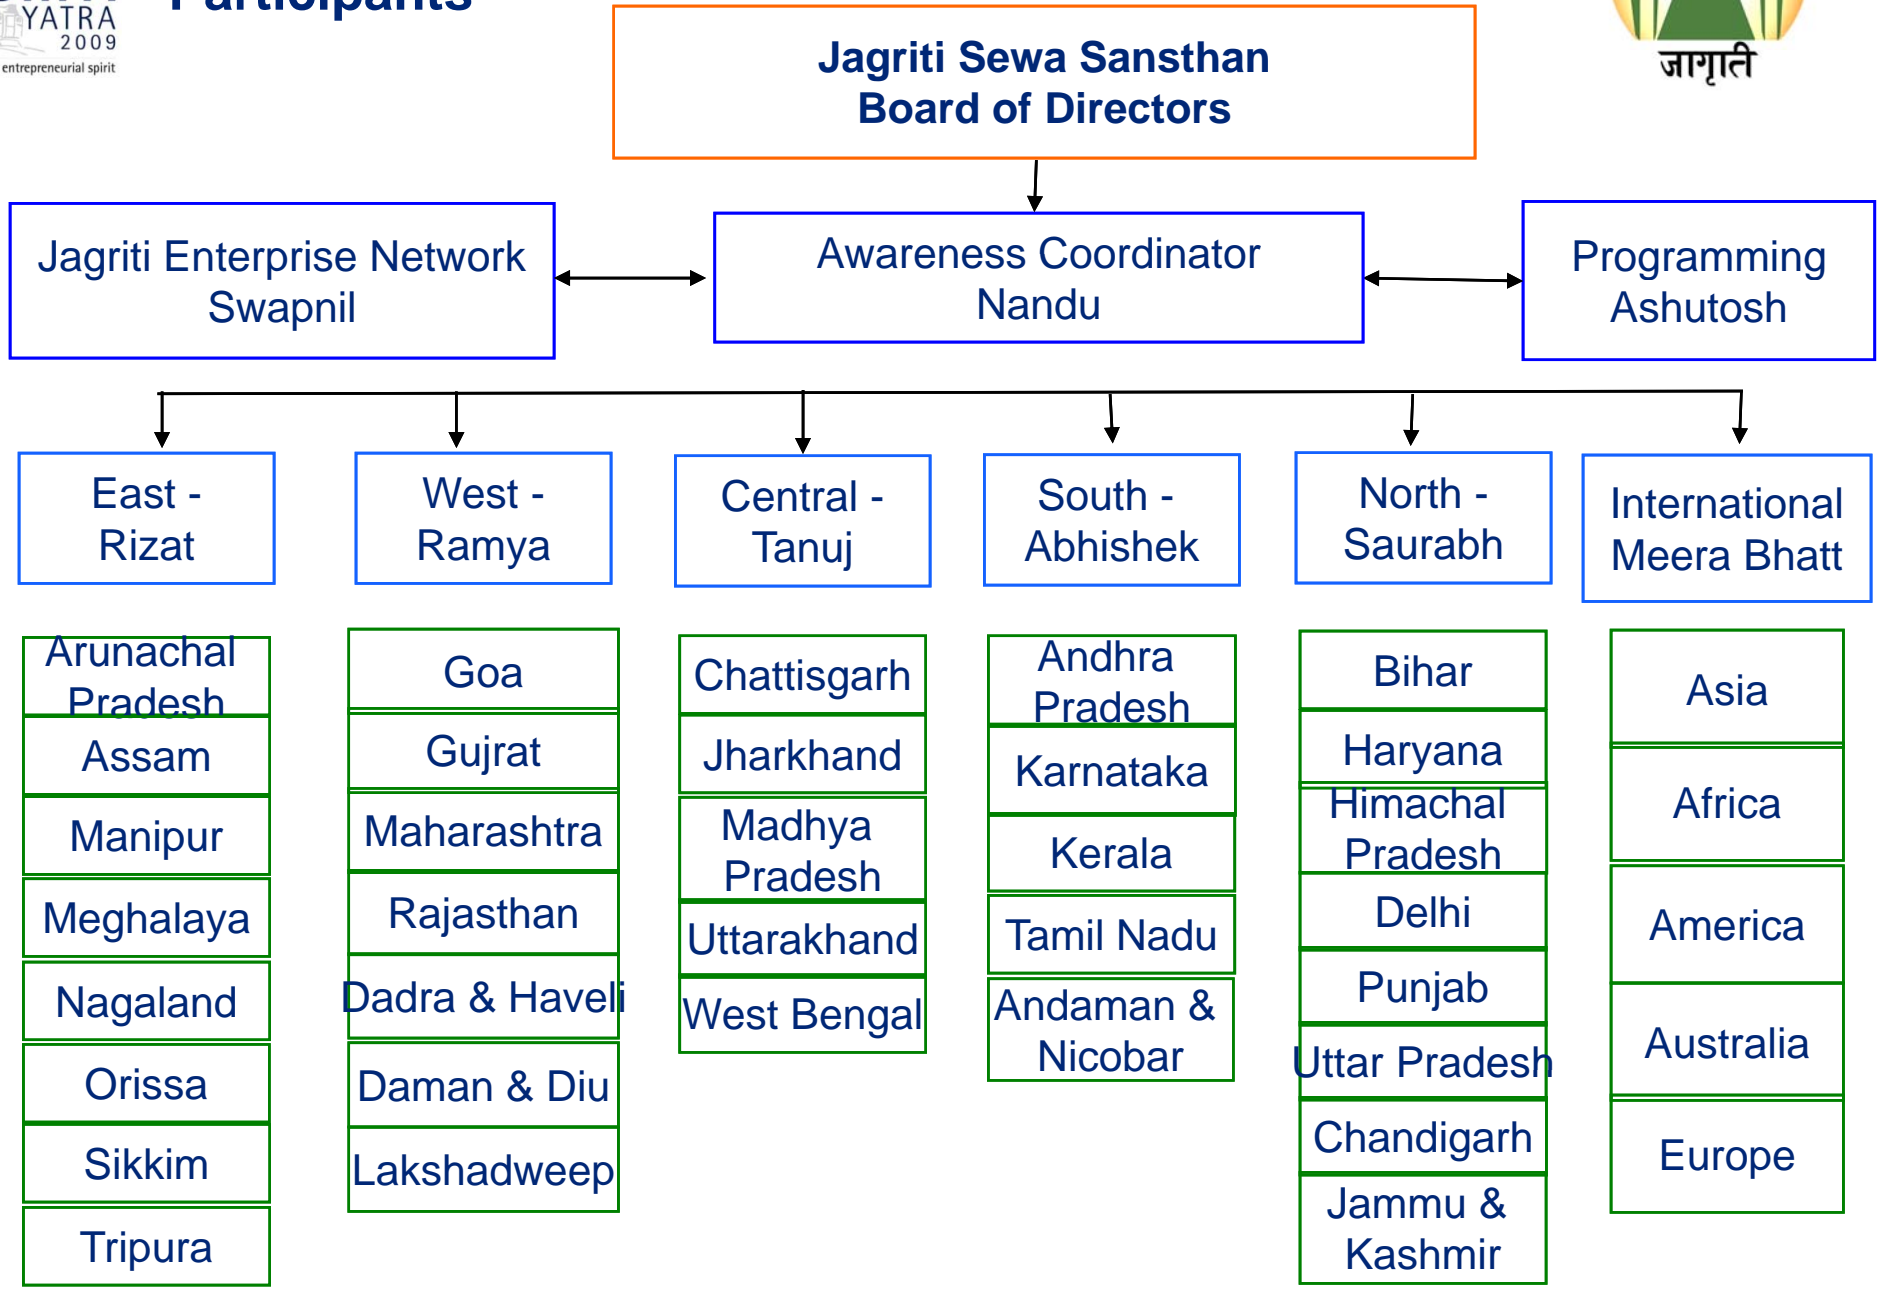 Participants
YATRA
2009
entrepreneurial spirit
जागृति
Jagriti Sewa Sansthan
Board of Directors
Jagriti Enterprise Network
Swapnil
Awareness Coordinator
Nandu
Programming
Ashutosh
East -
Rizat
West -
Ramya
Central -
Tanuj
South -
Abhishek
North -
Saurabh
International
Meera Bhatt
Arunachal
Pradesh
Assam
Manipur
Meghalaya
Nagaland
Orissa
Sikkim
Tripura
Goa
Gujrat
Maharashtra
Rajasthan
Dadra & Haveli
Daman & Diu
Lakshadweep
Chattisgarh
Jharkhand
Madhya
Pradesh
Uttarakhand
West Bengal
Andhra
Pradesh
Karnataka
Kerala
Tamil Nadu
Andaman &
Nicobar
Bihar
Haryana
Himachal
Pradesh
Delhi
Punjab
Uttar Pradesh
Chandigarh
Jammu &
Kashmir
Asia
Africa
America
Australia
Europe